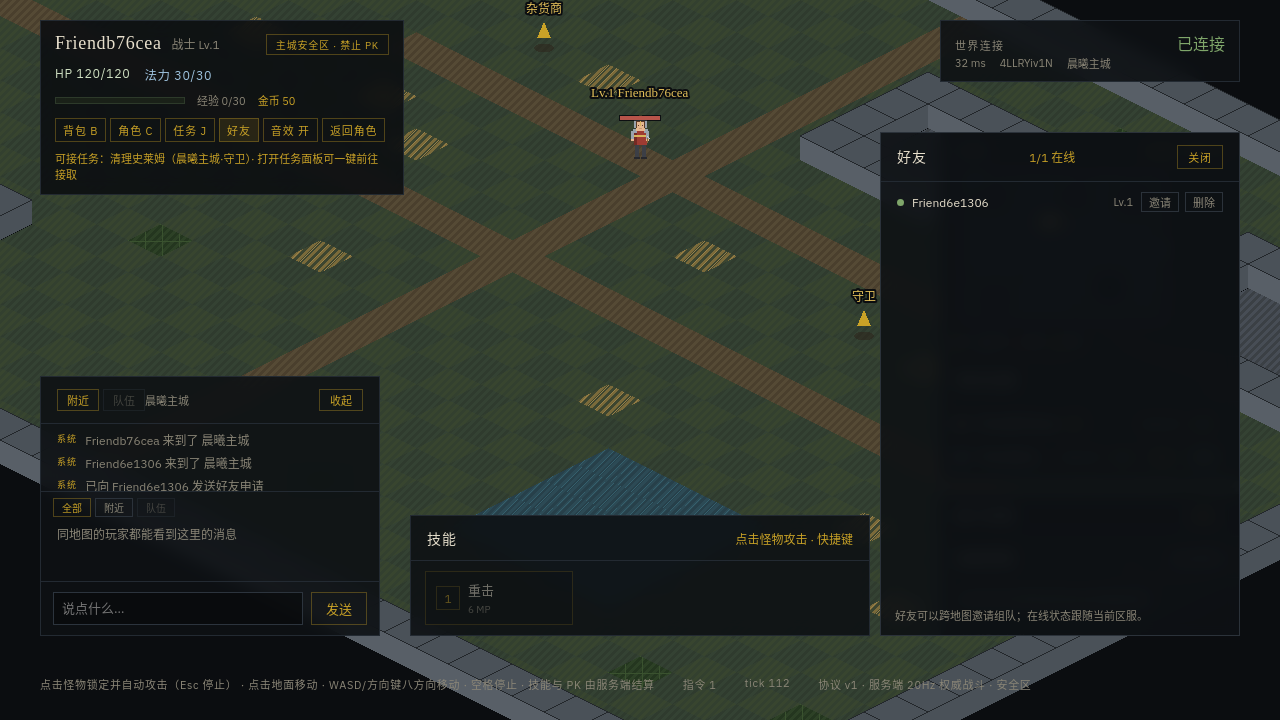 杂货商
Friendb76cea 战士 Lv.1 主城安全区 · 禁止 PK
HP 120/120 法力 30/30
经验 0/30 金币 50
背包 B 角色 C 任务 J 好友 音效 开 返回角色
可接任务：清理史莱姆（晨曦主城·守卫）· 打开任务面板可一键前往
接取
世界连接 已连接
32 ms 4LLRYiv1N 晨曦主城
Lv.1 Friendb76cea
好友 1/1 在线 关闭
Friend6e1306 Lv.1 邀请 删除
守卫
好友可以跨地图邀请组队；在线状态跟随当前区服。
附近 队伍 晨曦主城 收起
系统 Friendb76cea 来到了 晨曦主城
系统 Friend6e1306 来到了 晨曦主城
系统 已向 Friend6e1306 发送好友申请
全部 附近 队伍
同地图的玩家都能看到这里的消息
说点什么... 发送
技能 点击怪物攻击 · 快捷键
1 重击
6 MP
点击怪物锁定并自动攻击（Esc 停止） · 点击地面移动 · WASD/方向键八方向移动 · 空格停止 · 技能与 PK 由服务端结算 指令 1 tick 112 协议 v1 · 服务端 20Hz 权威战斗 · 安全区